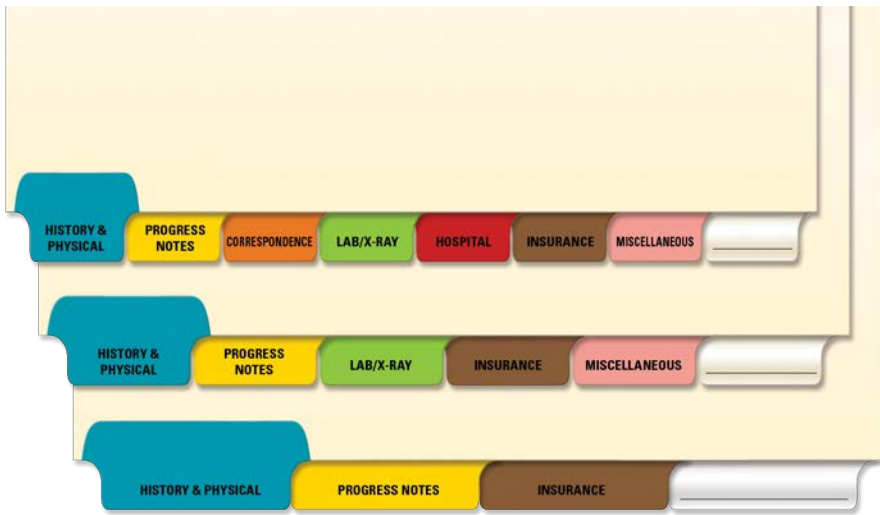 HISTORY &
PHYSICAL
PROGRESS
NOTES
CORRESPONDENCE
LAB/X-RAY
HOSPITAL
INSURANCE
MISCELLANEOUS
HISTORY &
PHYSICAL
PROGRESS
NOTES
LAB/X-RAY
INSURANCE
MISCELLANEOUS
HISTORY & PHYSICAL
PROGRESS NOTES
INSURANCE